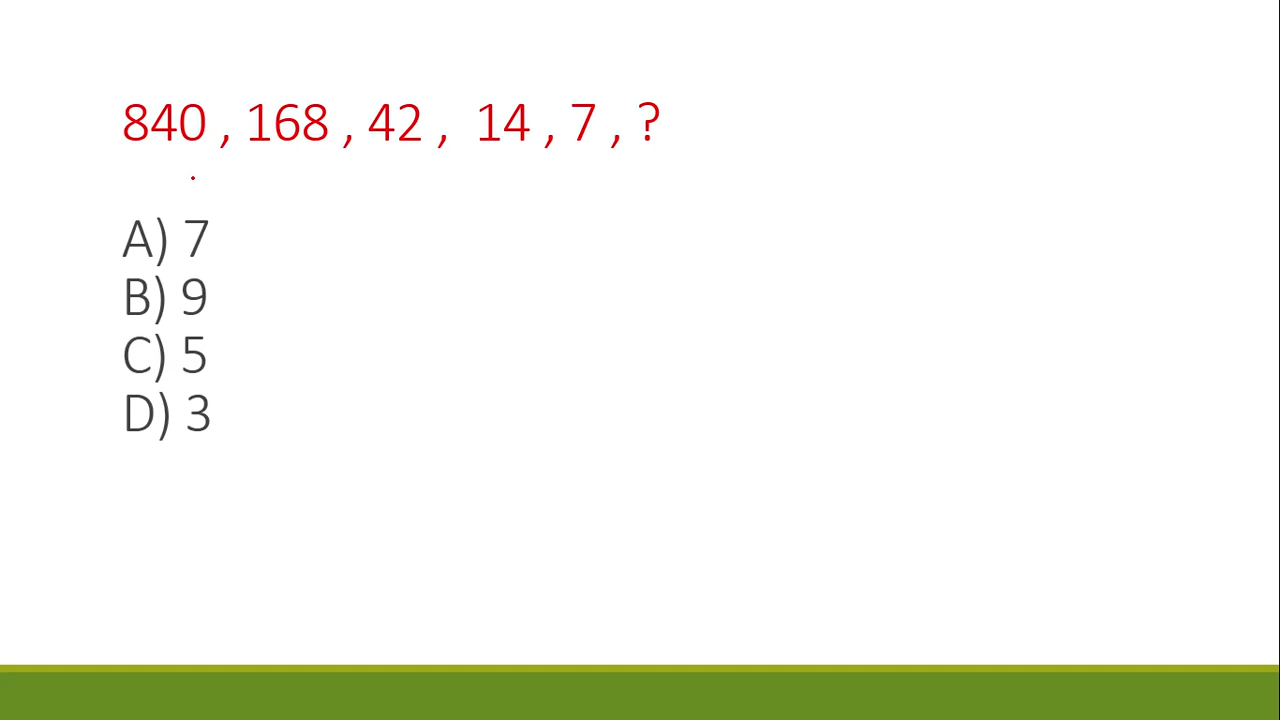 840 , 168 , 42 ,  14 , 7 , ?
A) 7
B) 9
C) 5
D) 3